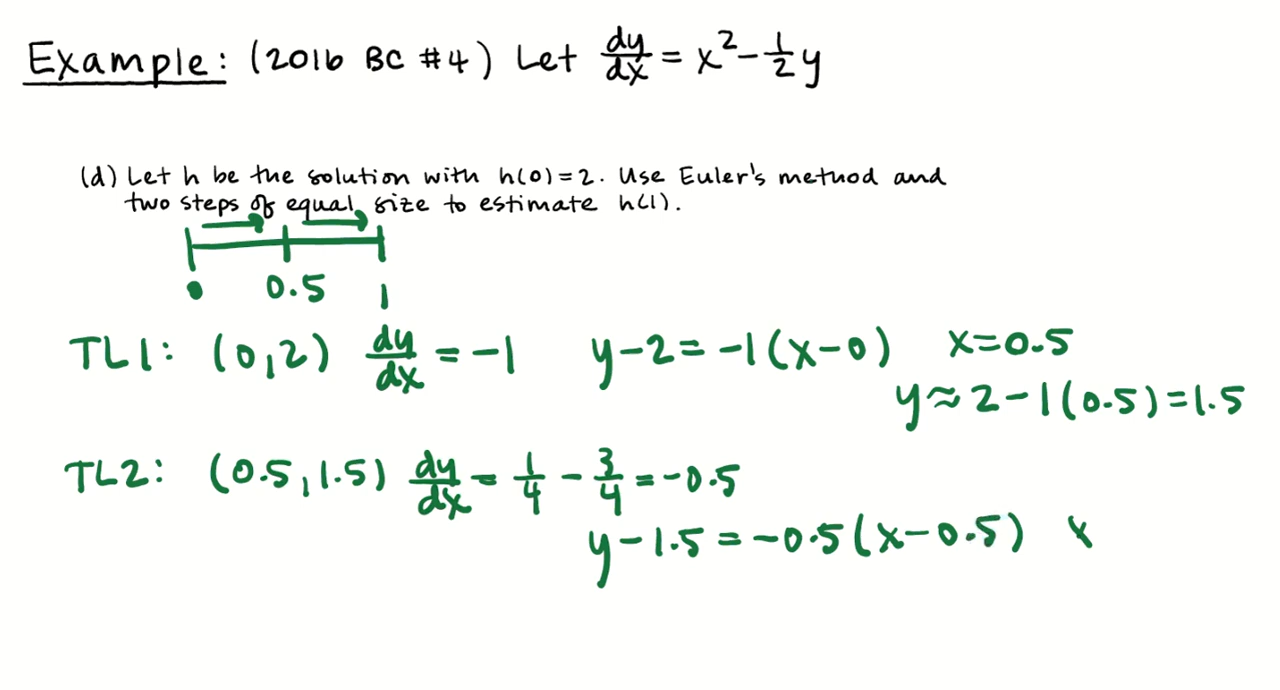 Example: (2016 BC #4) Let dy/dx = x² - 1/2 y
(d) Let h be the solution with h(0)=2. Use Euler's method and
two steps of equal size to estimate h(1).
0 0.5 1
TL1: (0,2) dy/dx = -1 y-2 = -1(x-0) x=0.5
y≈2-1(0.5)=1.5
TL2: (0.5,1.5) dy/dx = 1/4 - 3/4 = -0.5
y-1.5 = -0.5(x-0.5) x